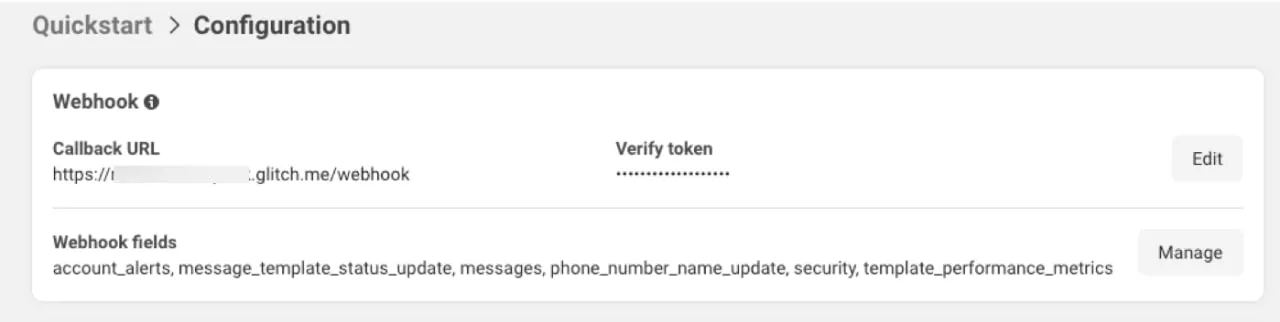 Quickstart > Configuration
Webhook
Callback URL
https:// .glitch.me/webhook
Verify token
•••••••••••••••••••
Edit
Webhook fields
account_alerts, message_template_status_update, messages, phone_number_name_update, security, template_performance_metrics
Manage